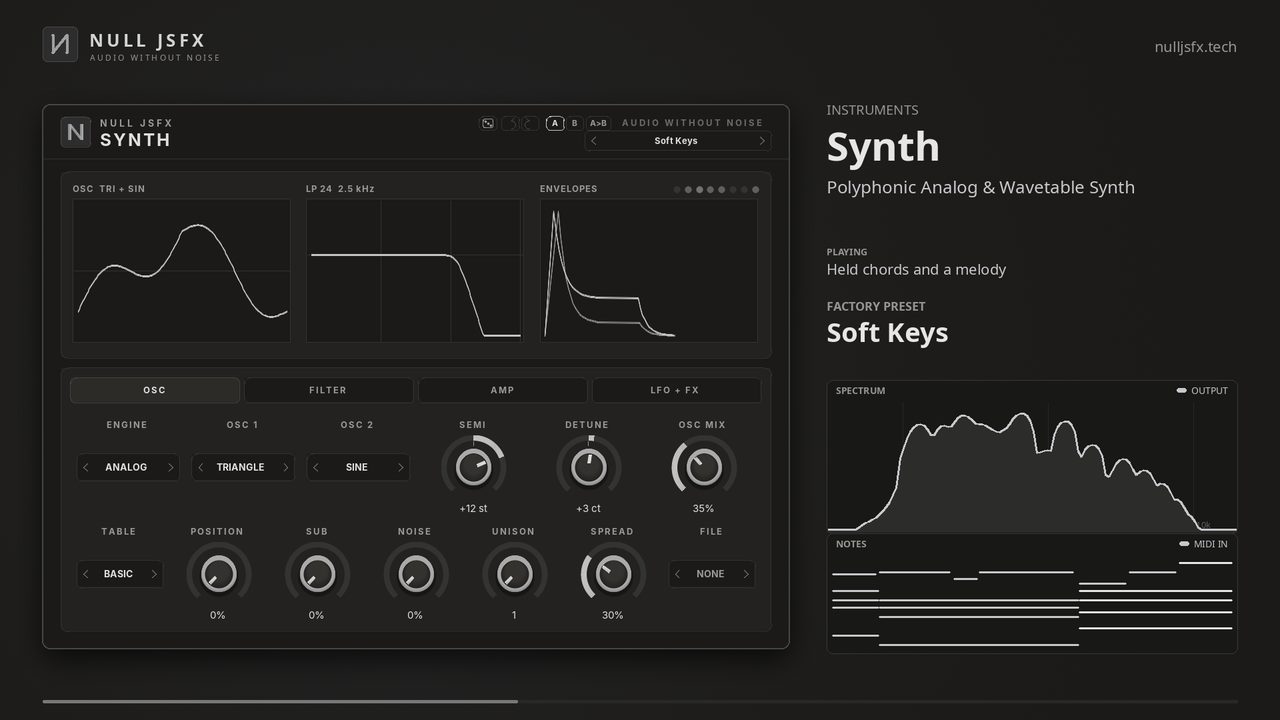 NULL JSFX
AUDIO WITHOUT NOISE
nulljsfx.tech
N
NULL JSFX
SYNTH
A B A>B AUDIO WITHOUT NOISE
Soft Keys
OSC TRI + SIN
LP 24 2.5 kHz
ENVELOPES
OSC FILTER AMP LFO + FX
ENGINE OSC 1 OSC 2 SEMI DETUNE OSC MIX
ANALOG TRIANGLE SINE
+12 st +3 ct 35%
TABLE POSITION SUB NOISE UNISON SPREAD FILE
BASIC NONE
0% 0% 0% 1 30%
INSTRUMENTS
Synth
Polyphonic Analog & Wavetable Synth
PLAYING
Held chords and a melody
FACTORY PRESET
Soft Keys
SPECTRUM OUTPUT
NOTES MIDI IN